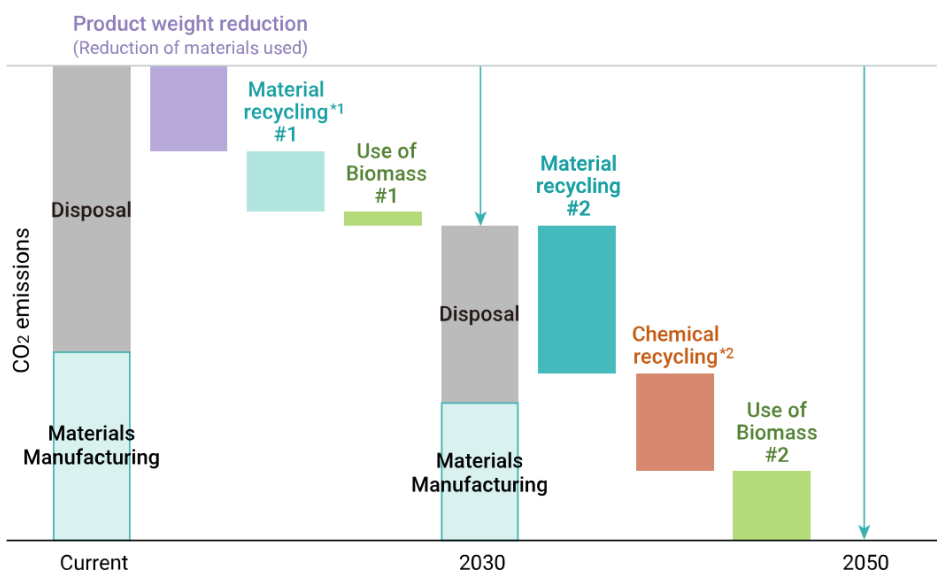 Product weight reduction
(Reduction of materials used)
Material
recycling*1
#1
Use of
Biomass
#1
Material
recycling
#2
Disposal
Disposal
Chemical
recycling*2
Use of
Biomass
#2
CO2 emissions
Materials
Manufacturing
Materials
Manufacturing
Current
2030
2050